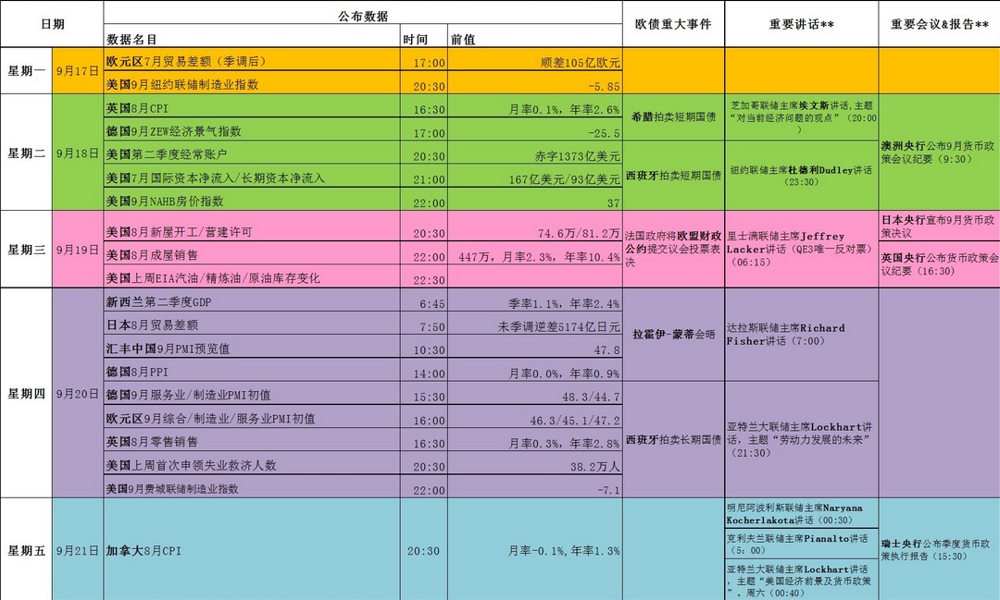 日期
公布数据
欧债重大事件
重要讲话**
重要会议&报告**
数据名目
时间
前值
星期一
9月17日
欧元区7月贸易差额（季调后）
17:00
顺差105亿欧元
美国9月纽约联储制造业指数
20:30
-5.85
星期二
9月18日
英国8月CPI
16:30
月率0.1%，年率2.6%
德国9月ZEW经济景气指数
17:00
-25.5
美国第二季度经常账户
20:30
赤字1373亿美元
美国7月国际资本净流入/长期资本净流入
21:00
167亿美元/93亿美元
美国9月NAHB房价指数
22:00
37
希腊拍卖短期国债
西班牙拍卖短期国债
芝加哥联储主席埃文斯讲话,主题
“对当前经济问题的观点”（20:00
）
纽约联储主席杜德利Dudley讲话
（23:30）
澳洲央行公布9月货币政
策会议纪要（9:30）
星期三
9月19日
美国8月新屋开工/营建许可
20:30
74.6万/81.2万
美国8月成屋销售
22:00
447万，月率2.3%，年率10.4%
美国上周EIA汽油/精炼油/原油库存变化
22:30
法国政府将欧盟财政
公约提交议会投票表
决
里士满联储主席Jeffrey
Lacker讲话（QE3唯一反对票）
（06:15）
日本央行宣布9月货币政
策决议
英国央行公布货币政策会
议纪要（16:30）
星期四
9月20日
新西兰第二季度GDP
6:45
季率1.1%，年率2.4%
日本8月贸易差额
7:50
未季调逆差5174亿日元
汇丰中国9月PMI预览值
10:30
47.8
德国8月PPI
14:00
月率0.0%，年率0.9%
德国9月服务业/制造业PMI初值
15:30
48.3/44.7
欧元区9月综合/制造业/服务业PMI初值
16:00
46.3/45.1/47.2
英国8月零售销售
16:30
月率0.3%，年率2.8%
美国上周首次申领失业救济人数
20:30
38.2万人
美国9月费城联储制造业指数
22:00
-7.1
拉霍伊-蒙蒂会晤
西班牙拍卖长期国债
达拉斯联储主席Richard
Fisher讲话（7:00）
亚特兰大联储主席Lockhart讲
话，主题“劳动力发展的未来”
（21:30）
星期五
9月21日
加拿大8月CPI
20:30
月率-0.1%,年率1.3%
明尼阿波利斯联储主席Naryana
Kocherlakota讲话（00:30）
克利夫兰联储主席Pianalto讲话
（5：00）
亚特兰大联储主席Lockhart讲话
，主题“美国经济前景及货币政策
”。周六（00:40）
瑞士央行公布季度货币政
策执行报告（15:30）